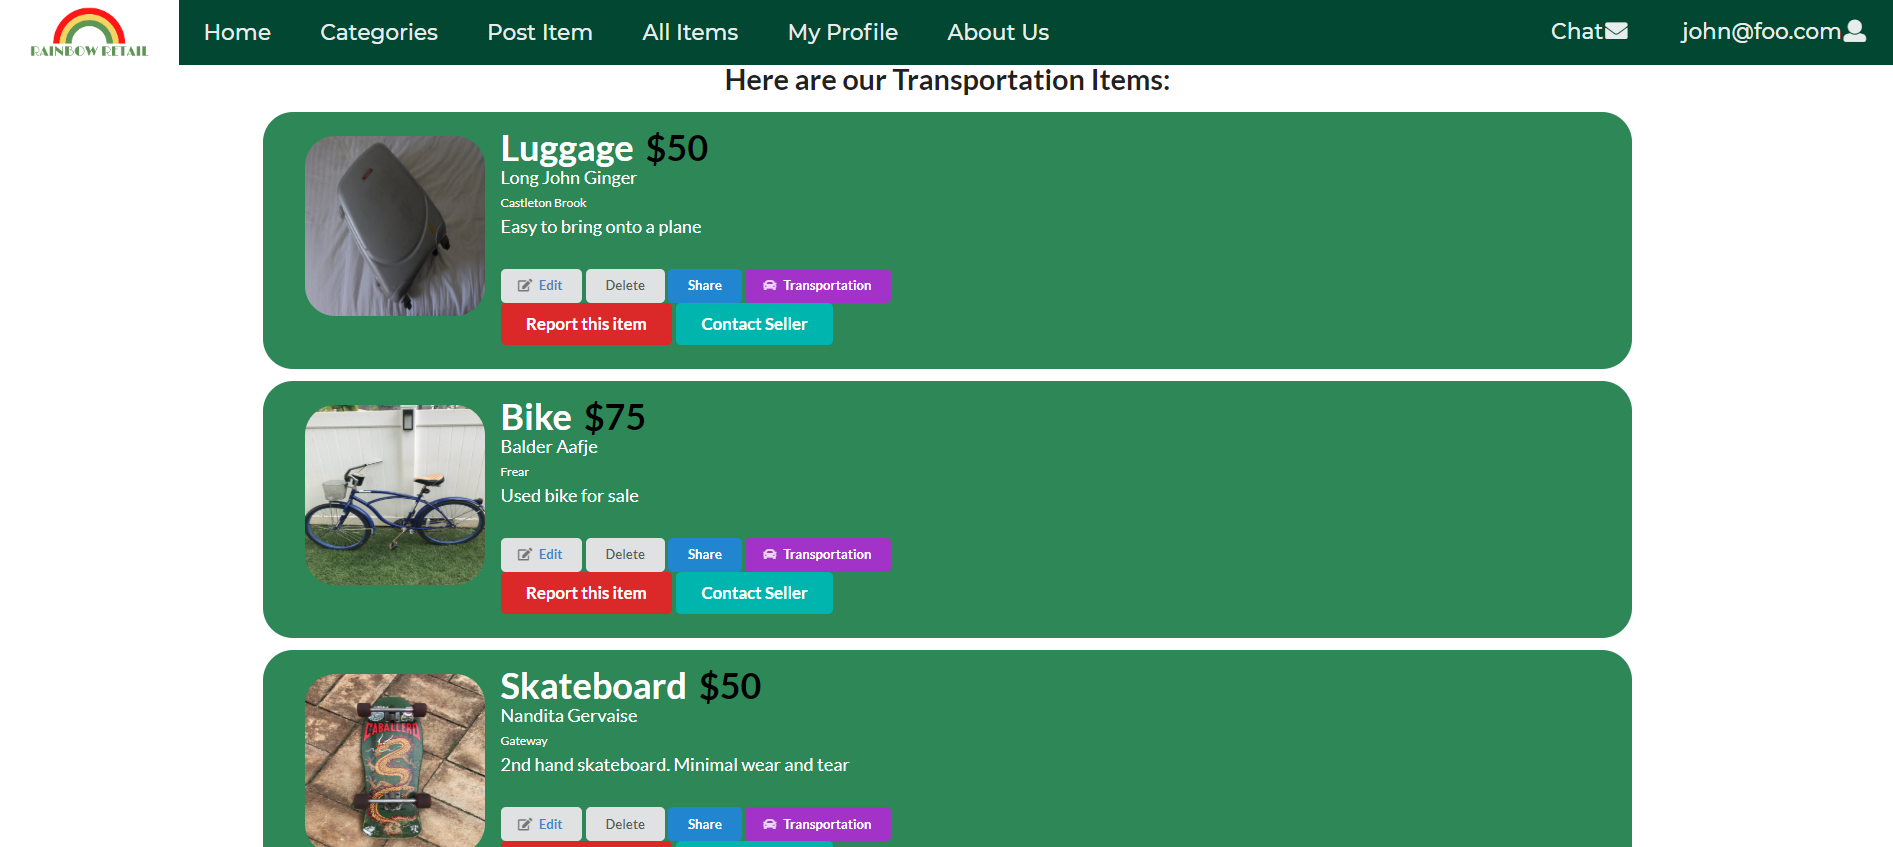 RAINBOW RETAIL
Home Categories Post Item All Items My Profile About Us Chat john@foo.com
Here are our Transportation Items:
Luggage $50
Long John Ginger
Castleton Brook
Easy to bring onto a plane
Edit Delete Share Transportation
Report this item Contact Seller
Bike $75
Balder Aafje
Frear
Used bike for sale
Edit Delete Share Transportation
Report this item Contact Seller
Skateboard $50
Nandita Gervaise
Gateway
2nd hand skateboard. Minimal wear and tear
CABALLERO
Edit Delete Share Transportation